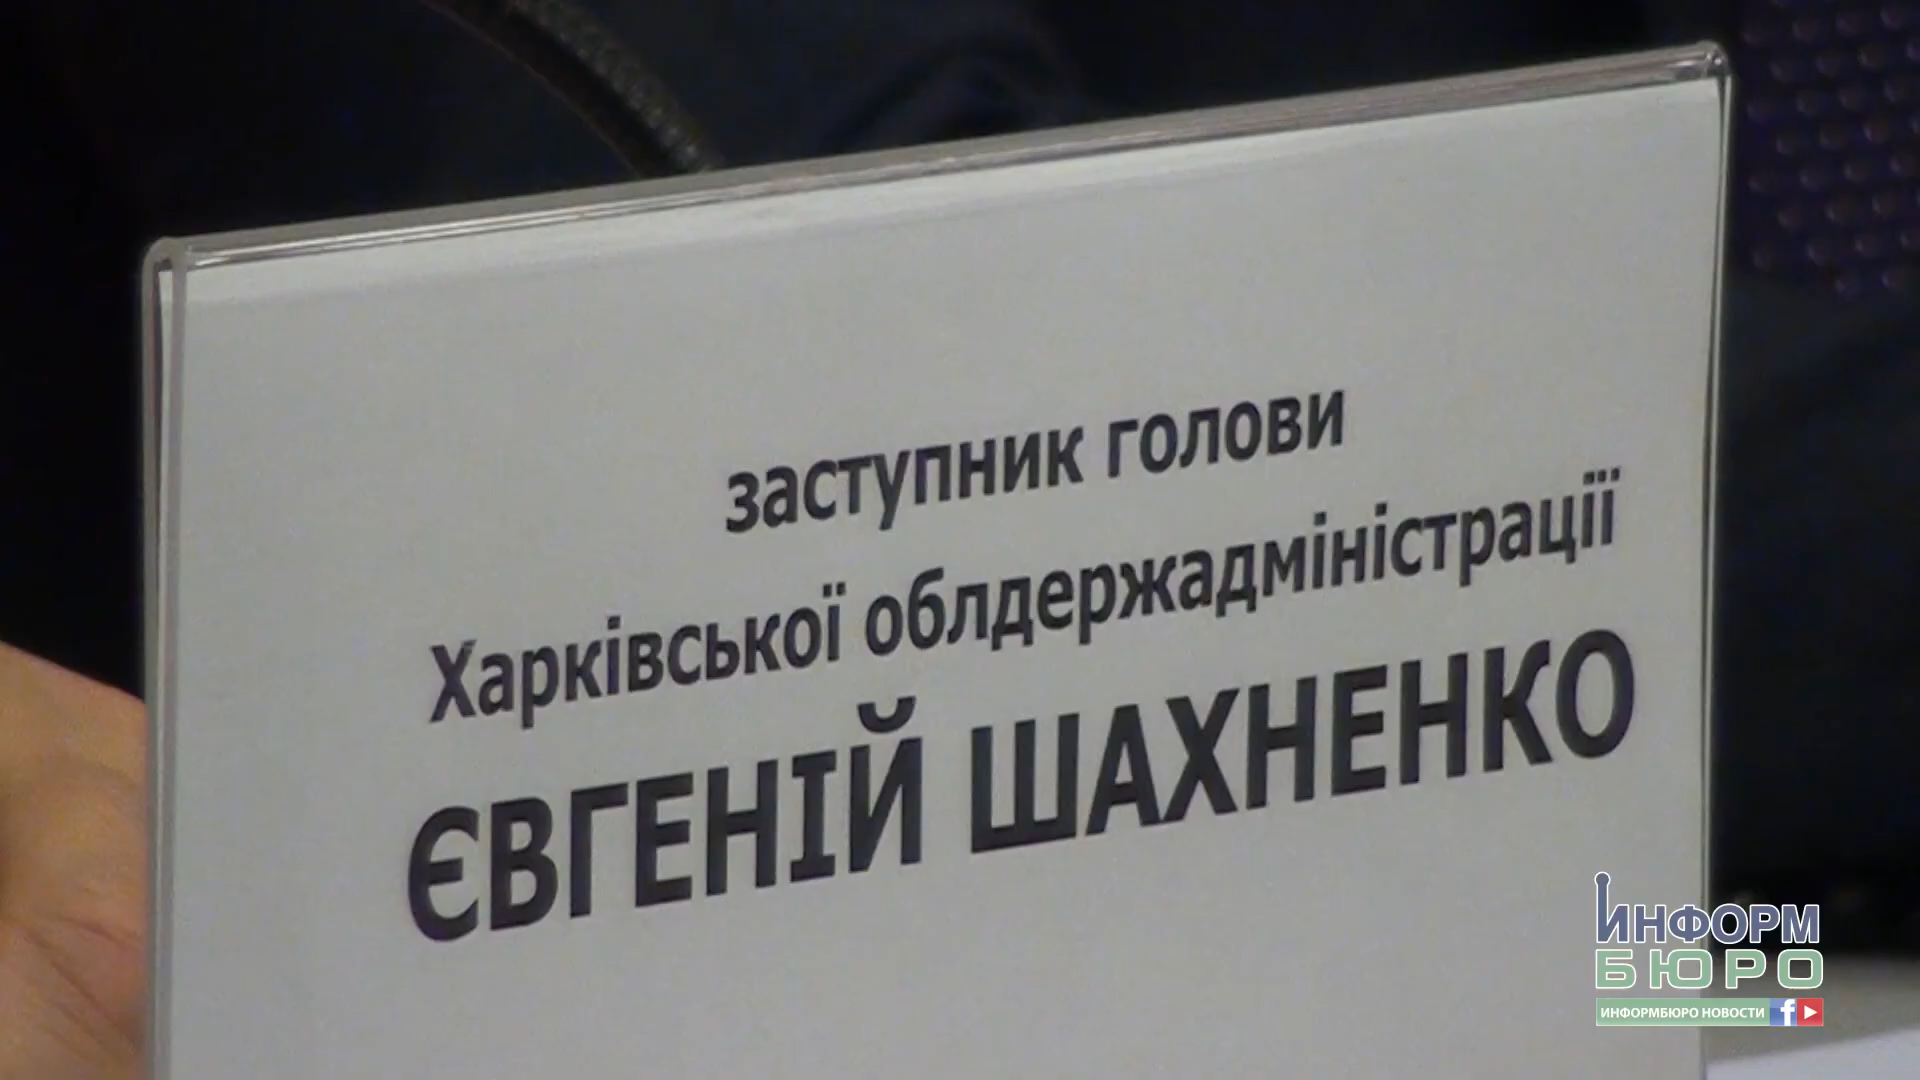 заступник голови
Харківської облдержадміністрації
ЄВГЕНІЙ ШАХНЕНКО
ИНФОРМ
БЮРО
ИНФОРМБЮРО НОВОСТИ